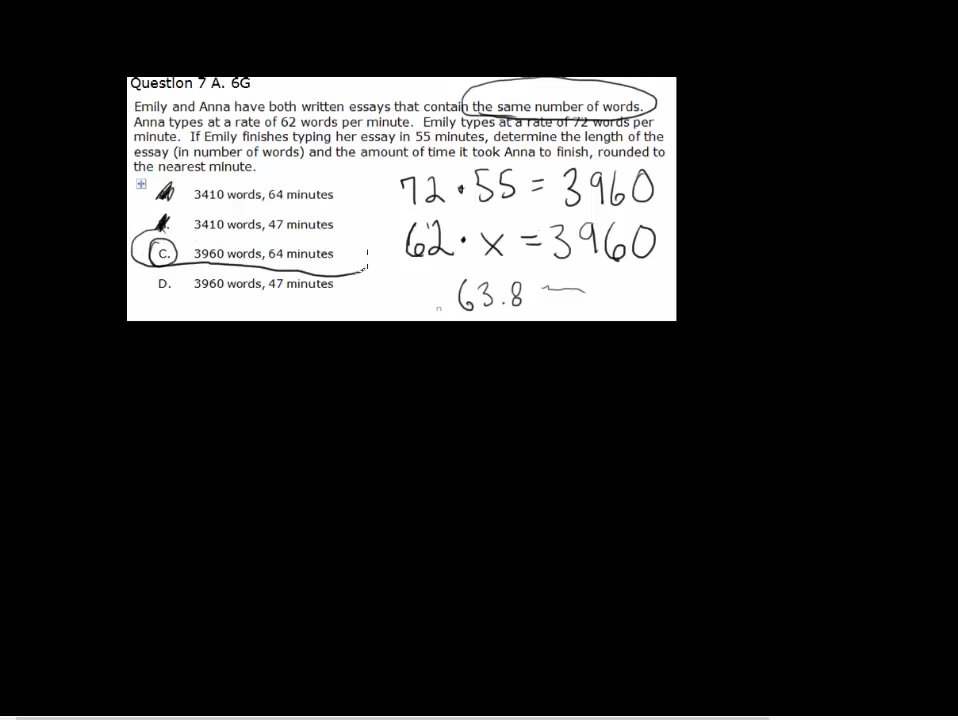 Question 7 A. 6G
Emily and Anna have both written essays that contain the same number of words.
Anna types at a rate of 62 words per minute. Emily types at a rate of 72 words per
minute. If Emily finishes typing her essay in 55 minutes, determine the length of the
essay (in number of words) and the amount of time it took Anna to finish, rounded to
the nearest minute.
3410 words, 64 minutes
3410 words, 47 minutes
C. 3960 words, 64 minutes
D. 3960 words, 47 minutes
72 · 55 = 3960
62 · x = 3960
63.8